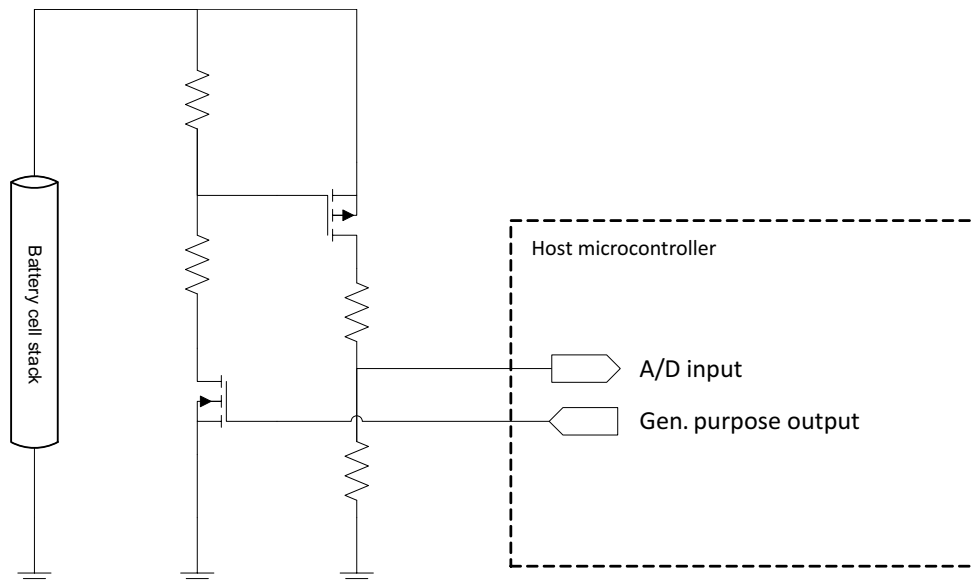 Battery cell stack
Host microcontroller
A/D input
Gen. purpose output